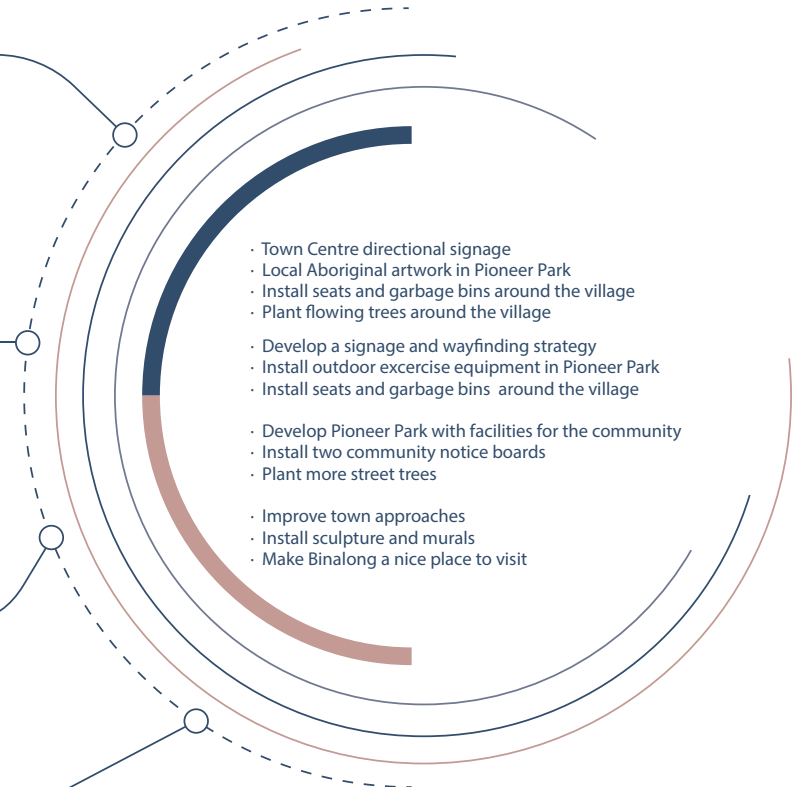 · Town Centre directional signage
· Local Aboriginal artwork in Pioneer Park
· Install seats and garbage bins around the village
· Plant flowing trees around the village
· Develop a signage and wayfinding strategy
· Install outdoor excercise equipment in Pioneer Park
· Install seats and garbage bins  around the village
· Develop Pioneer Park with facilities for the community
· Install two community notice boards
· Plant more street trees
· Improve town approaches
· Install sculpture and murals
· Make Binalong a nice place to visit